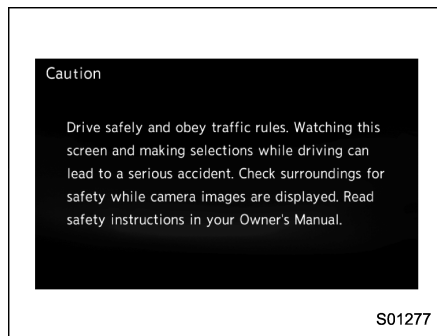 Caution
Drive safely and obey traffic rules. Watching this
screen and making selections while driving can
lead to a serious accident. Check surroundings for
safety while camera images are displayed. Read
safety instructions in your Owner's Manual.
S01277